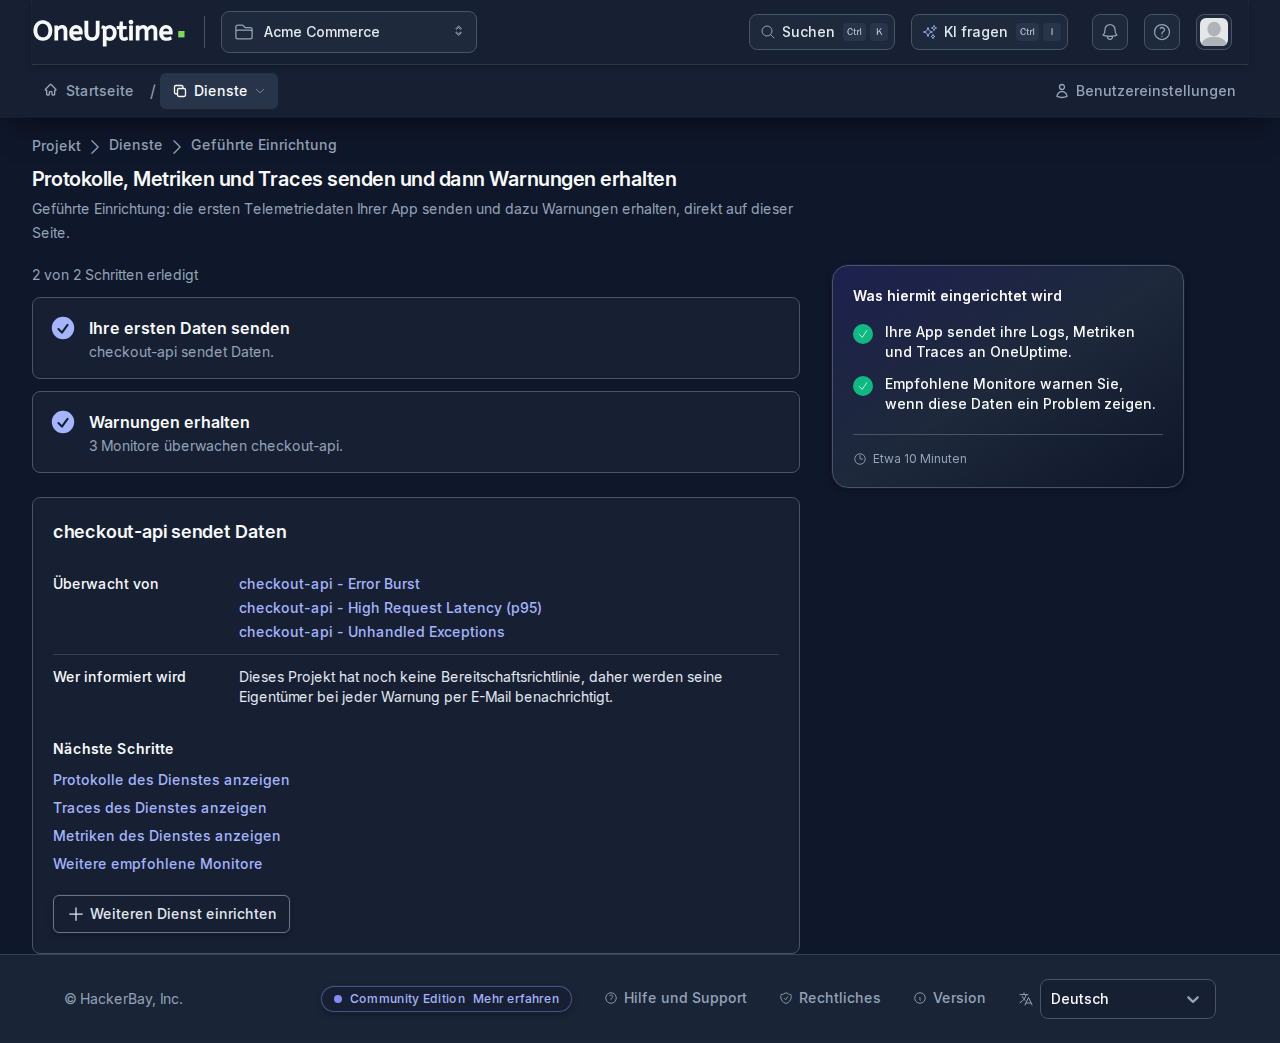 OneUptime
Acme Commerce
Suchen Ctrl K
KI fragen Ctrl I
Startseite / Dienste
Benutzereinstellungen
Projekt > Dienste > Geführte Einrichtung
Protokolle, Metriken und Traces senden und dann Warnungen erhalten
Geführte Einrichtung: die ersten Telemetriedaten Ihrer App senden und dazu Warnungen erhalten, direkt auf dieser
Seite.
2 von 2 Schritten erledigt
Ihre ersten Daten senden
checkout-api sendet Daten.
Warnungen erhalten
3 Monitore überwachen checkout-api.
Was hiermit eingerichtet wird
Ihre App sendet ihre Logs, Metriken
und Traces an OneUptime.
Empfohlene Monitore warnen Sie,
wenn diese Daten ein Problem zeigen.
Etwa 10 Minuten
checkout-api sendet Daten
Überwacht von
checkout-api - Error Burst
checkout-api - High Request Latency (p95)
checkout-api - Unhandled Exceptions
Wer informiert wird
Dieses Projekt hat noch keine Bereitschaftsrichtlinie, daher werden seine
Eigentümer bei jeder Warnung per E-Mail benachrichtigt.
Nächste Schritte
Protokolle des Dienstes anzeigen
Traces des Dienstes anzeigen
Metriken des Dienstes anzeigen
Weitere empfohlene Monitore
Weiteren Dienst einrichten
© HackerBay, Inc.
Community Edition Mehr erfahren
Hilfe und Support
Rechtliches
Version
Deutsch